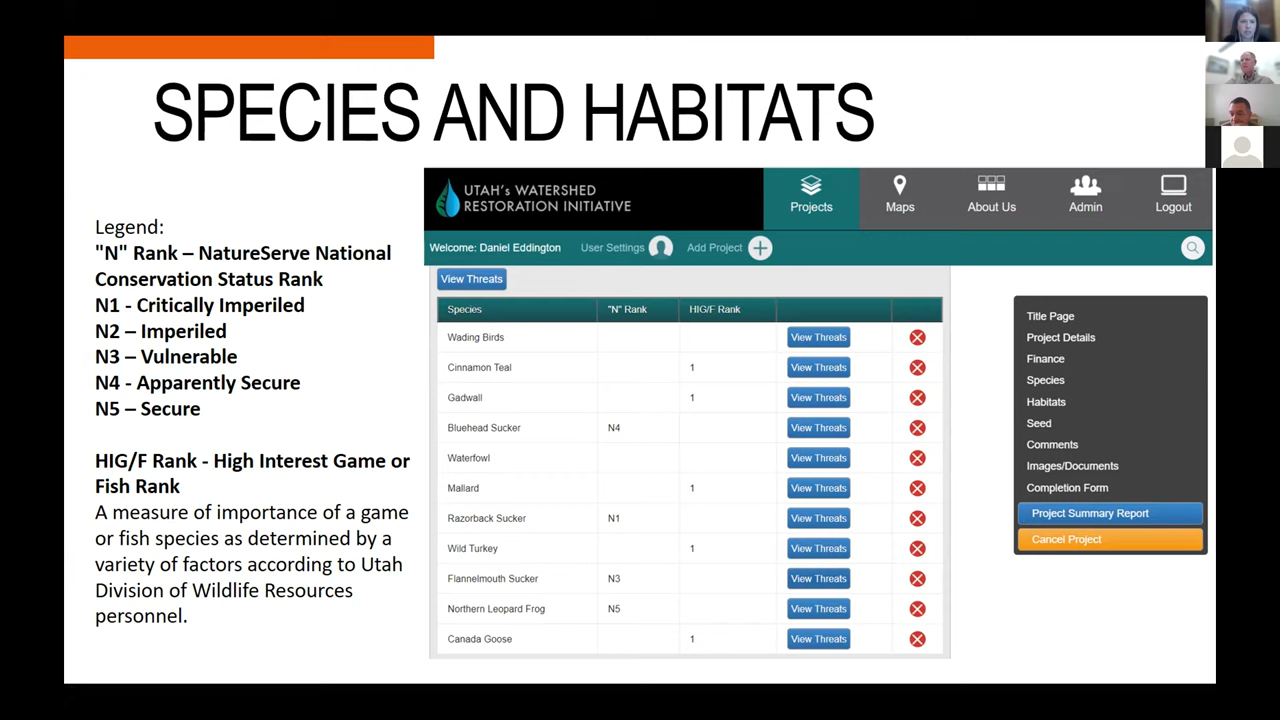 SPECIES AND HABITATS
Legend:
"N" Rank – NatureServe National
Conservation Status Rank
N1 - Critically Imperiled
N2 – Imperiled
N3 – Vulnerable
N4 - Apparently Secure
N5 – Secure
HIG/F Rank - High Interest Game or
Fish Rank
A measure of importance of a game
or fish species as determined by a
variety of factors according to Utah
Division of Wildlife Resources
personnel.
UTAH's WATERSHED
RESTORATION INITIATIVE
Projects Maps About Us Admin Logout
Welcome: Daniel Eddington User Settings Add Project
View Threats
Species "N" Rank HIG/F Rank
Wading Birds View Threats
Cinnamon Teal 1 View Threats
Gadwall 1 View Threats
Bluehead Sucker N4 View Threats
Waterfowl View Threats
Mallard 1 View Threats
Razorback Sucker N1 View Threats
Wild Turkey 1 View Threats
Flannelmouth Sucker N3 View Threats
Northern Leopard Frog N5 View Threats
Canada Goose 1 View Threats
Title Page
Project Details
Finance
Species
Habitats
Seed
Comments
Images/Documents
Completion Form
Project Summary Report
Cancel Project